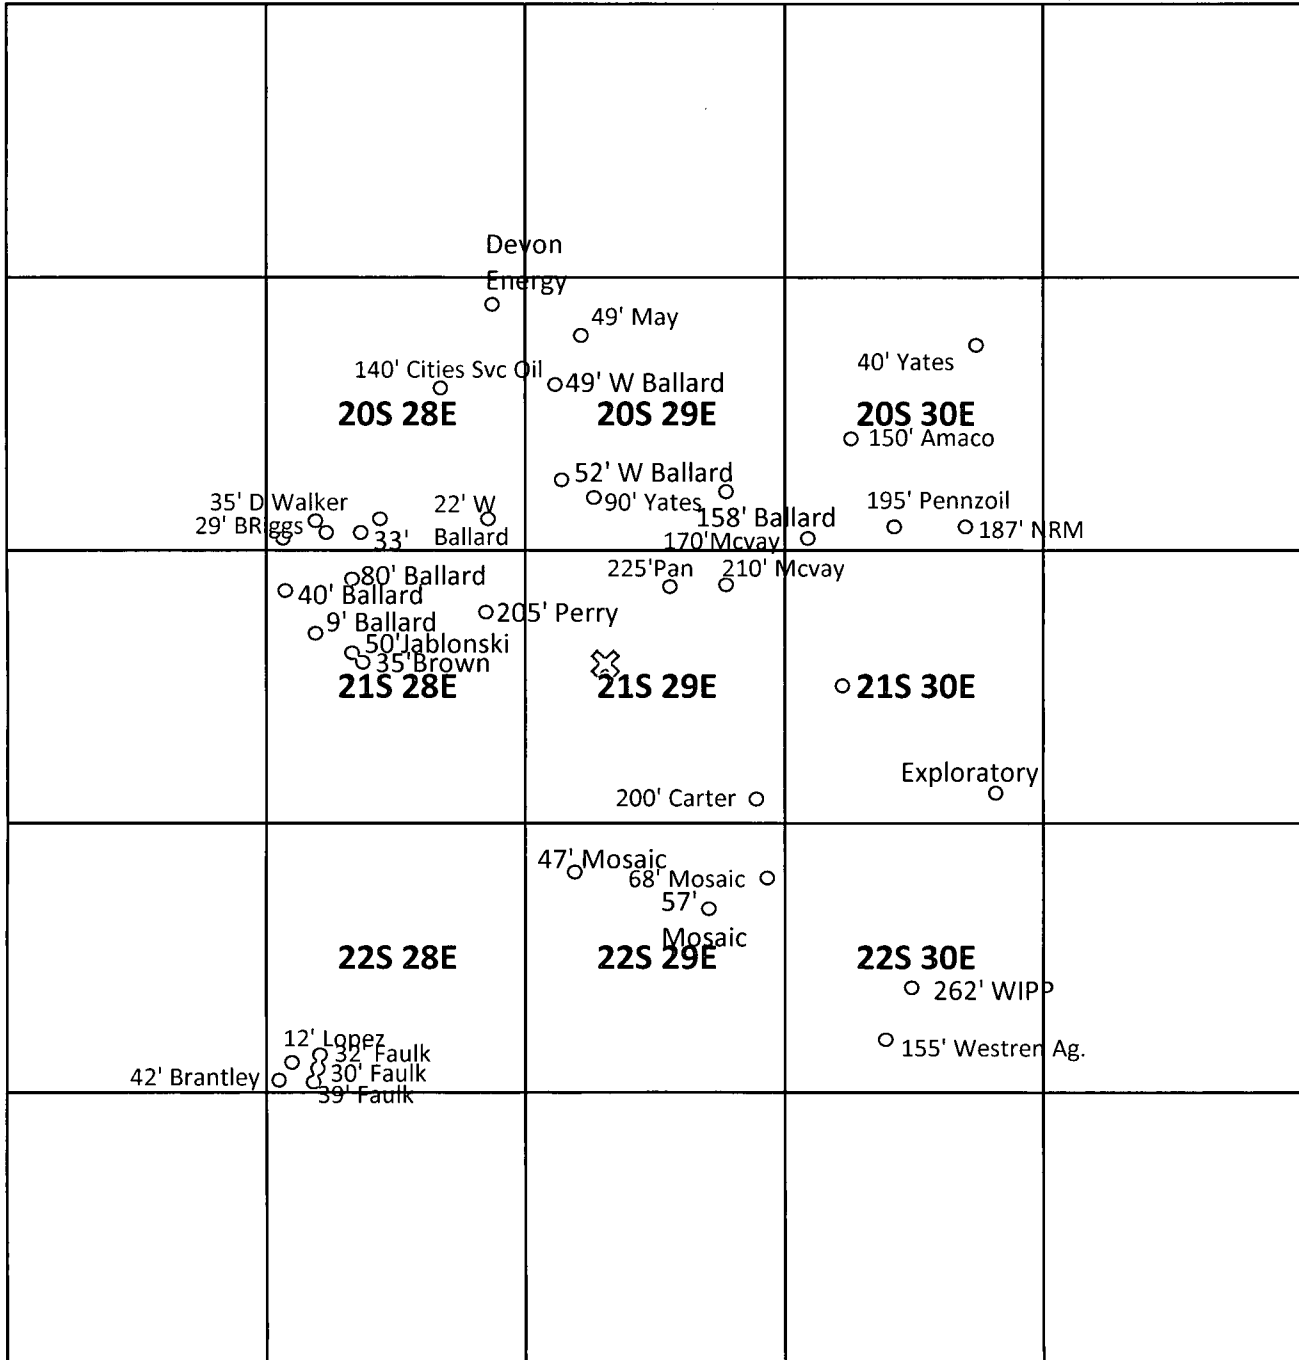 Devon
Energy
49' May
40' Yates
140' Cities Svc Oil
49' W Ballard
20S 28E
20S 29E
20S 30E
150' Amaco
52' W Ballard
90' Yates
35' D Walker
22' W
Ballard
195' Pennzoil
29' BRiggs
33'
158' Ballard
187' NRM
170'Mcvay
225'Pan
210' Mcvay
80' Ballard
40' Ballard
205' Perry
9' Ballard
50'Jablonski
35'Brown
21S 28E
21S 29E
21S 30E
Exploratory
200' Carter
47' Mosaic
68' Mosaic
57'
Mosaic
22S 28E
22S 29E
22S 30E
262' WIPP
12' Lopez
32' Faulk
155' Westren Ag.
30' Faulk
42' Brantley
39' Faulk